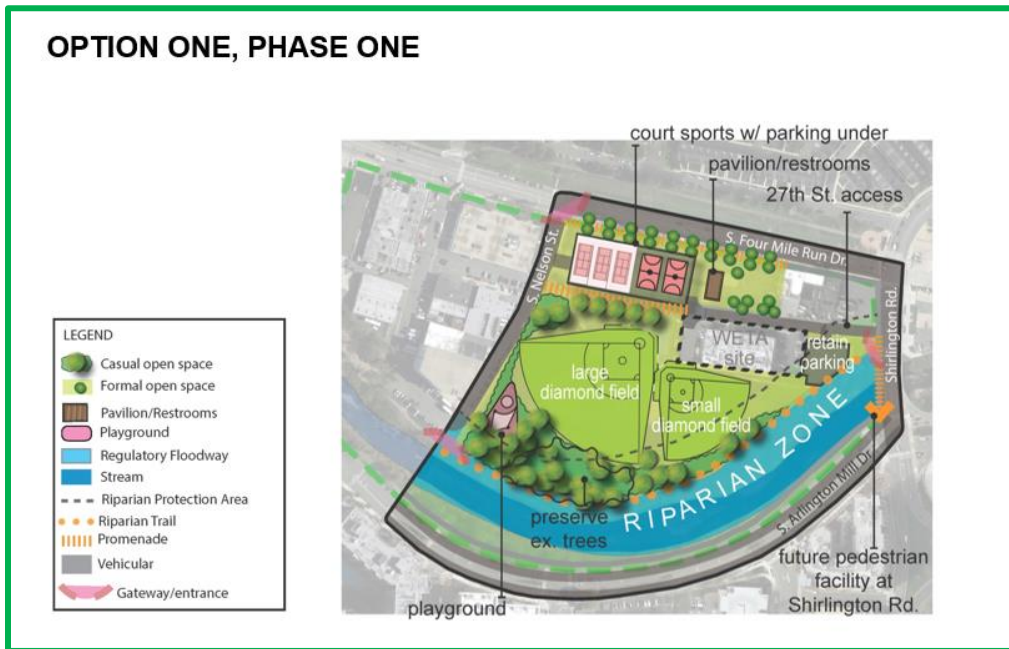 OPTION ONE, PHASE ONE
court sports w/ parking under
pavilion/restrooms
27th St. access
S. Four Mile Run Dr.
S. Nelson St.
Shirlington Rd.
WETA
site
retain
parking
large
diamond field
small
diamond field
RIPARIAN ZONE
S. Arlington Mill Dr.
preserve
ex. trees
playground
future pedestrian
facility at
Shirlington Rd.
LEGEND
Casual open space
Formal open space
Pavilion/Restrooms
Playground
Regulatory Floodway
Stream
Riparian Protection Area
Riparian Trail
Promenade
Vehicular
Gateway/entrance